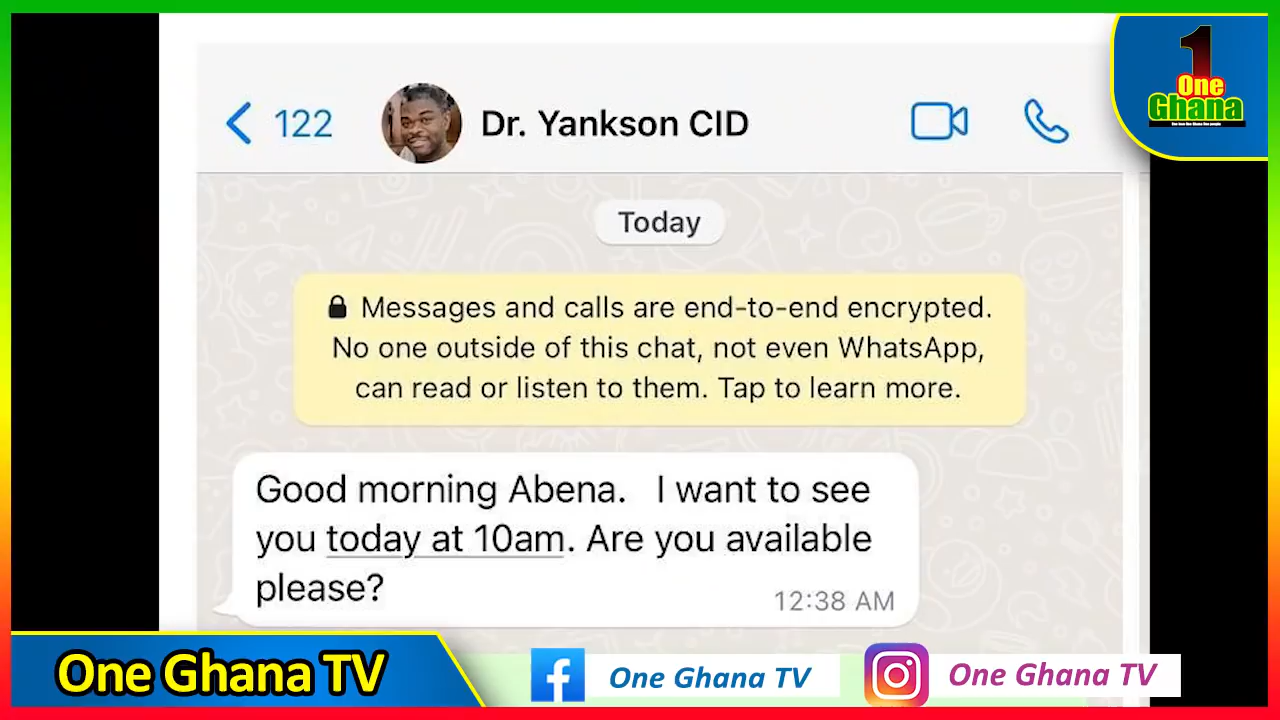 122
Dr. Yankson CID
1
One
Ghana
Today
Messages and calls are end-to-end encrypted.
No one outside of this chat, not even WhatsApp,
can read or listen to them. Tap to learn more.
Good morning Abena. I want to see
you today at 10am. Are you available
please?
12:38 AM
One Ghana TV
One Ghana TV
One Ghana TV